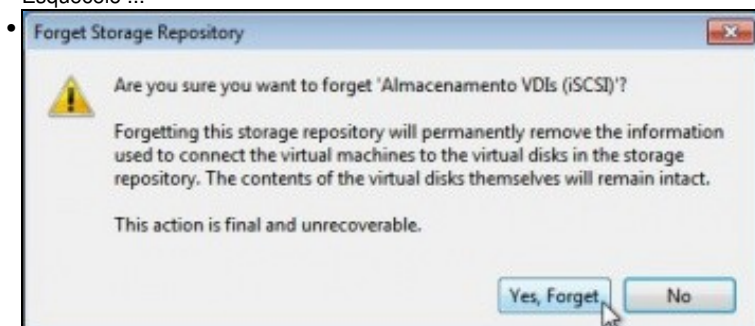 Esquécelo ...
Forget Storage Repository
Are you sure you want to forget 'Almacenamento VDIs (iSCSI)'?
Forgetting this storage repository will permanently remove the information
used to connect the virtual machines to the virtual disks in the storage
repository. The contents of the virtual disks themselves will remain intact.
This action is final and unrecoverable.
Yes, Forget
No